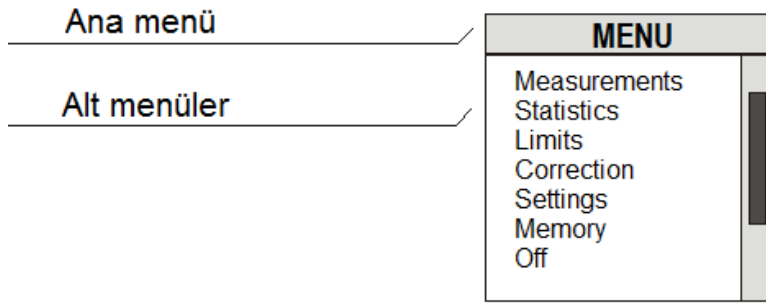 Ana menü
MENU
Alt menüler
Measurements
Statistics
Limits
Correction
Settings
Memory
Off